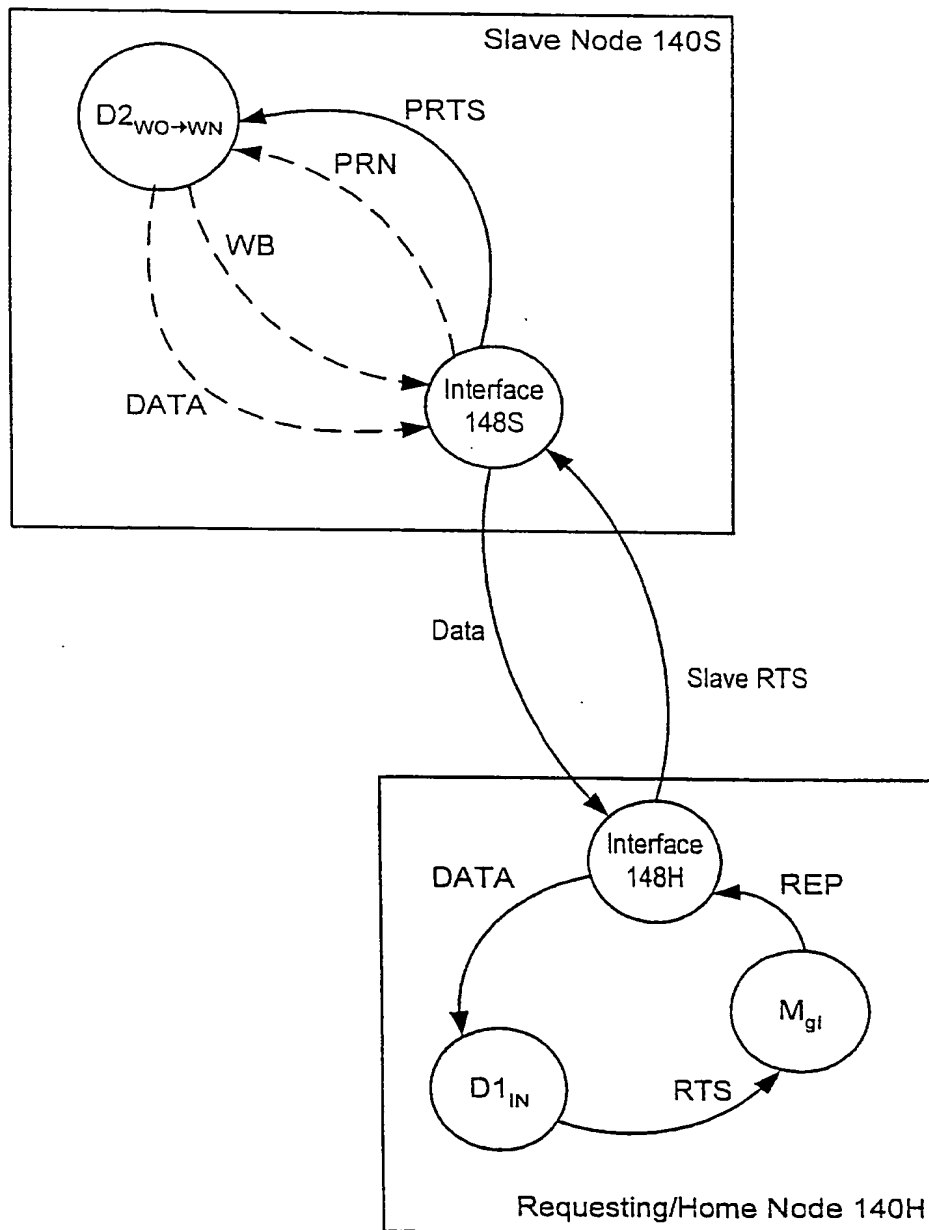 Slave Node 140S
D2WO→WN
PRTS
PRN
WB
DATA
Interface
148S
Data
Slave RTS
Interface
148H
DATA
REP
MgI
D1IN
RTS
Requesting/Home Node 140H